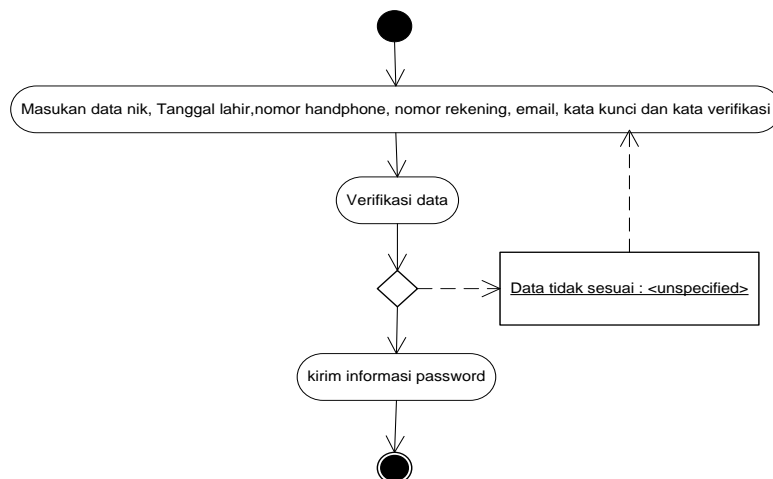 Masukan data nik, Tanggal lahir,nomor handphone, nomor rekening, email, kata kunci dan kata verifikasi
Verifikasi data
Data tidak sesuai : <unspecified>
kirim informasi password